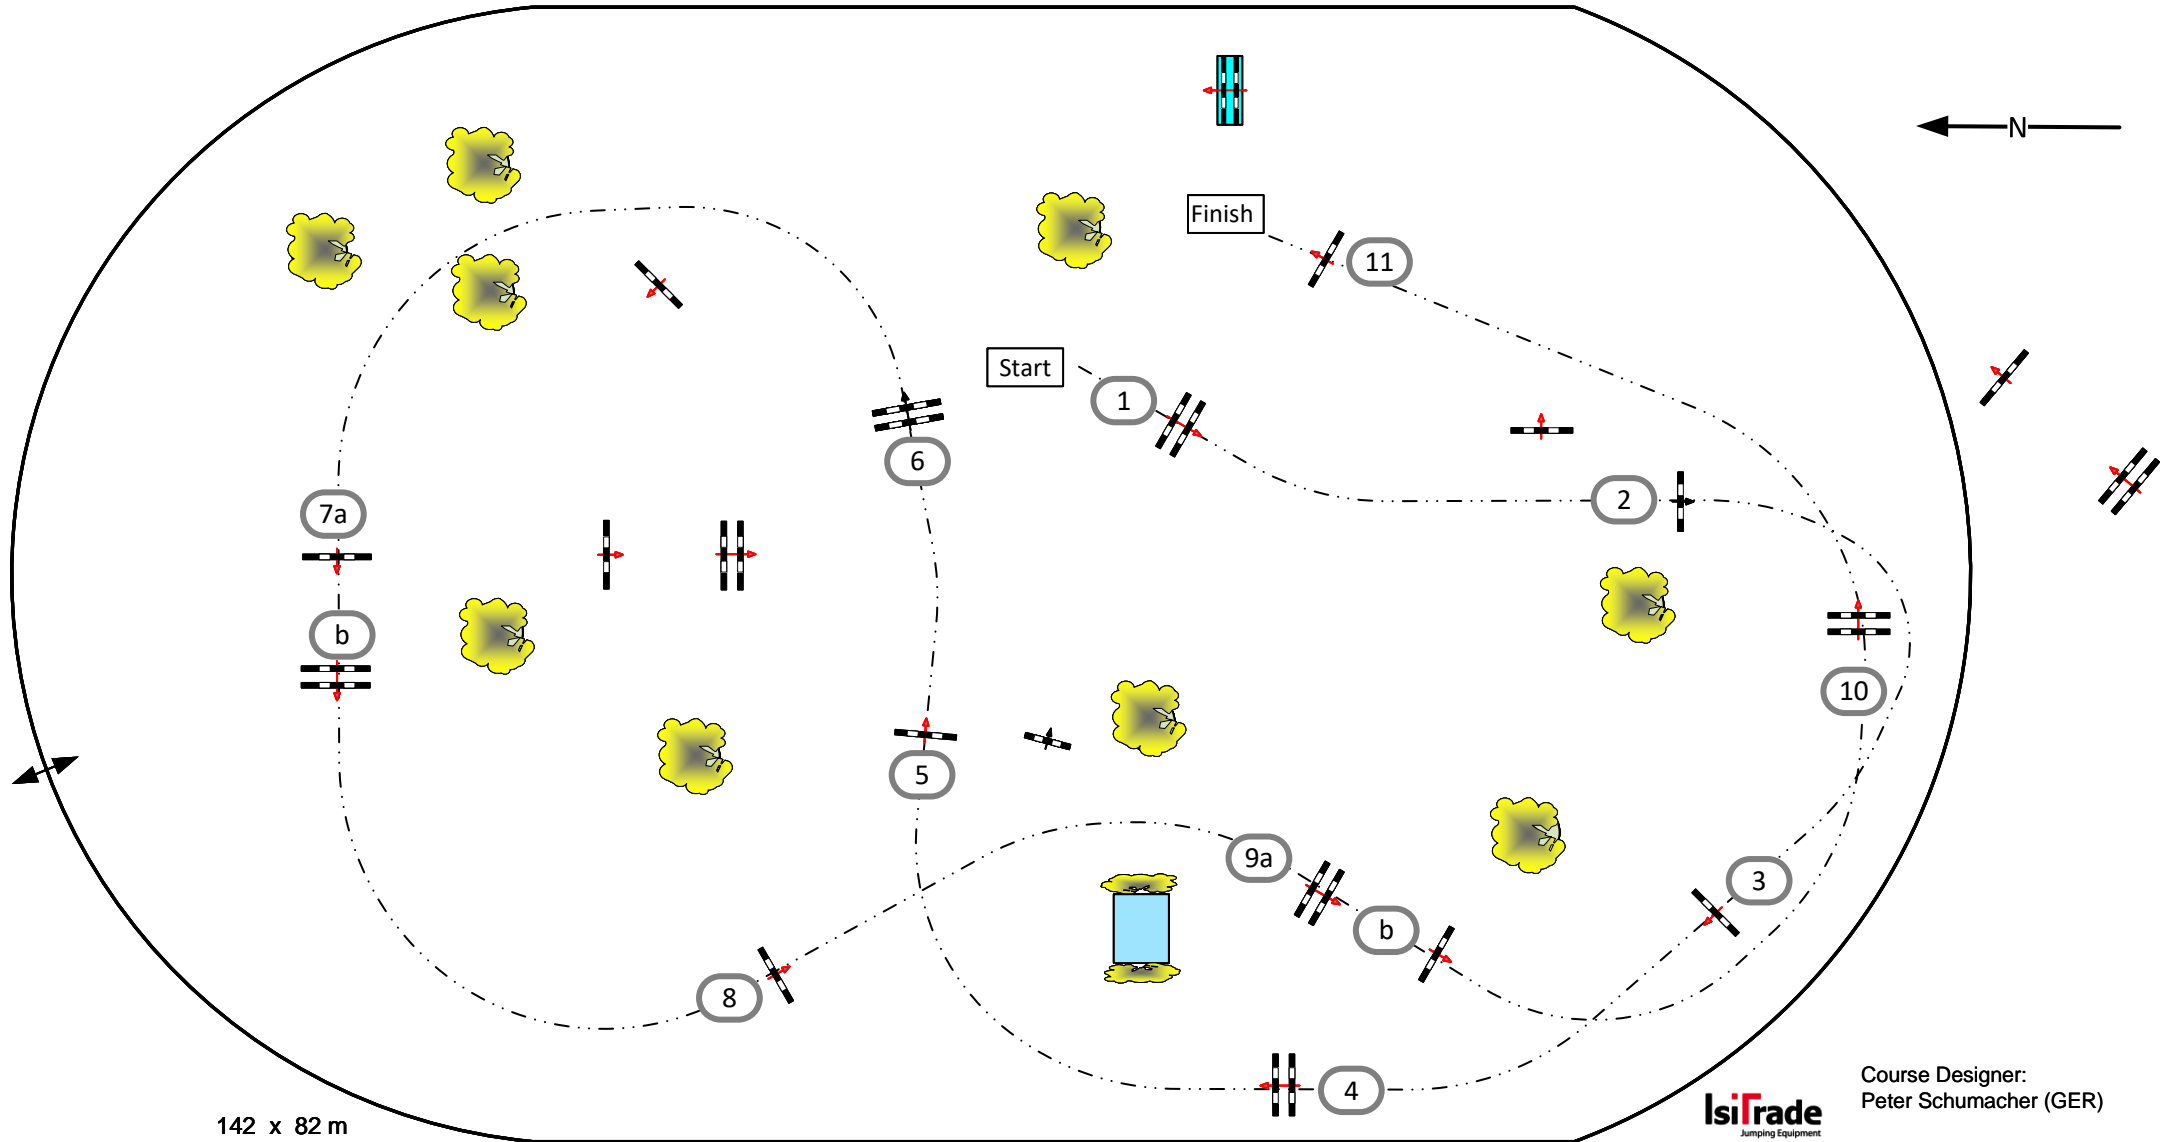 N
Finish
11
Start
1
6
2
7a
b
10
5
9a
3
b
8
4
Course Designer:
Peter Schumacher (GER)
IsiTrade
Jumping Equipment
142 x 82 m